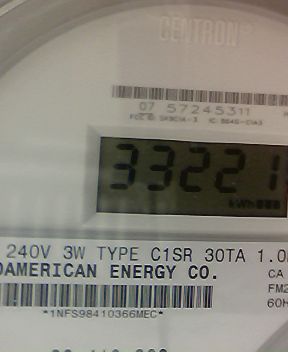 CENTRON
07 57245311
33221
kWh
240V 3W TYPE C1SR 30TA 1.0
DAMERICAN ENERGY CO.
CA
FM2
60H
*1NFS98410366MEC*